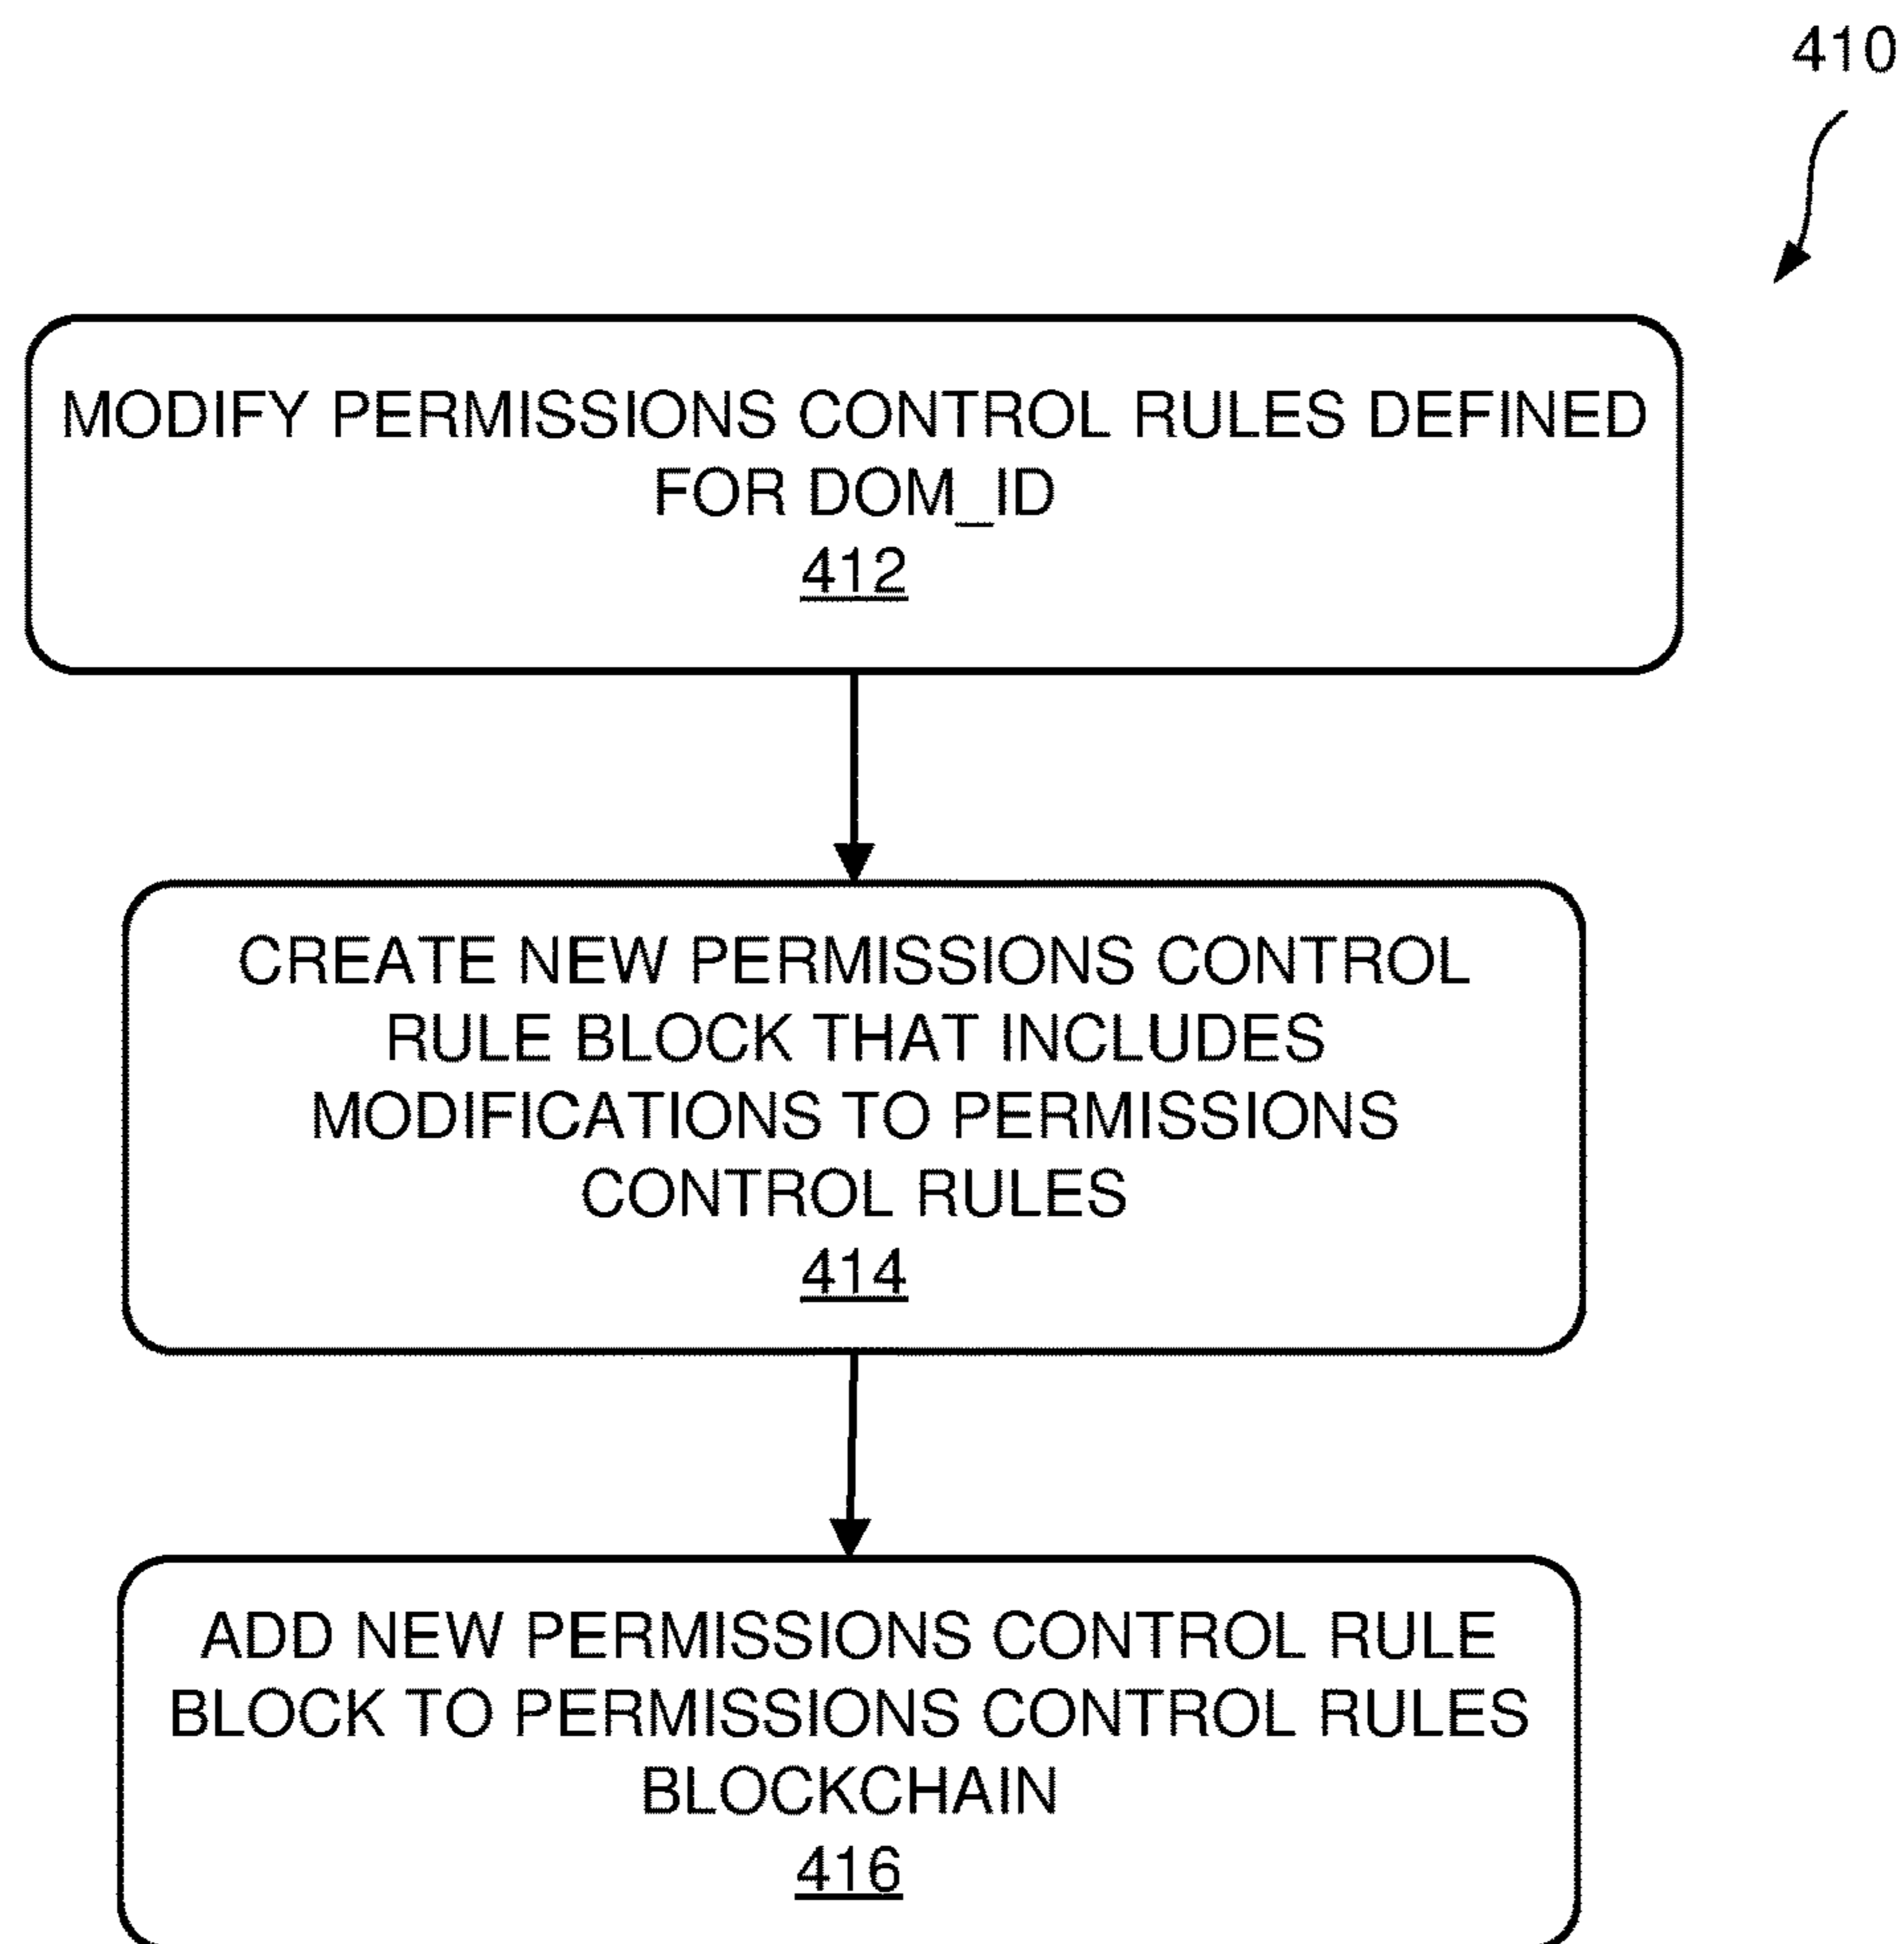 410
MODIFY PERMISSIONS CONTROL RULES DEFINED
FOR DOM_ID
412
CREATE NEW PERMISSIONS CONTROL
RULE BLOCK THAT INCLUDES
MODIFICATIONS TO PERMISSIONS
CONTROL RULES
414
ADD NEW PERMISSIONS CONTROL RULE
BLOCK TO PERMISSIONS CONTROL RULES
BLOCKCHAIN
416